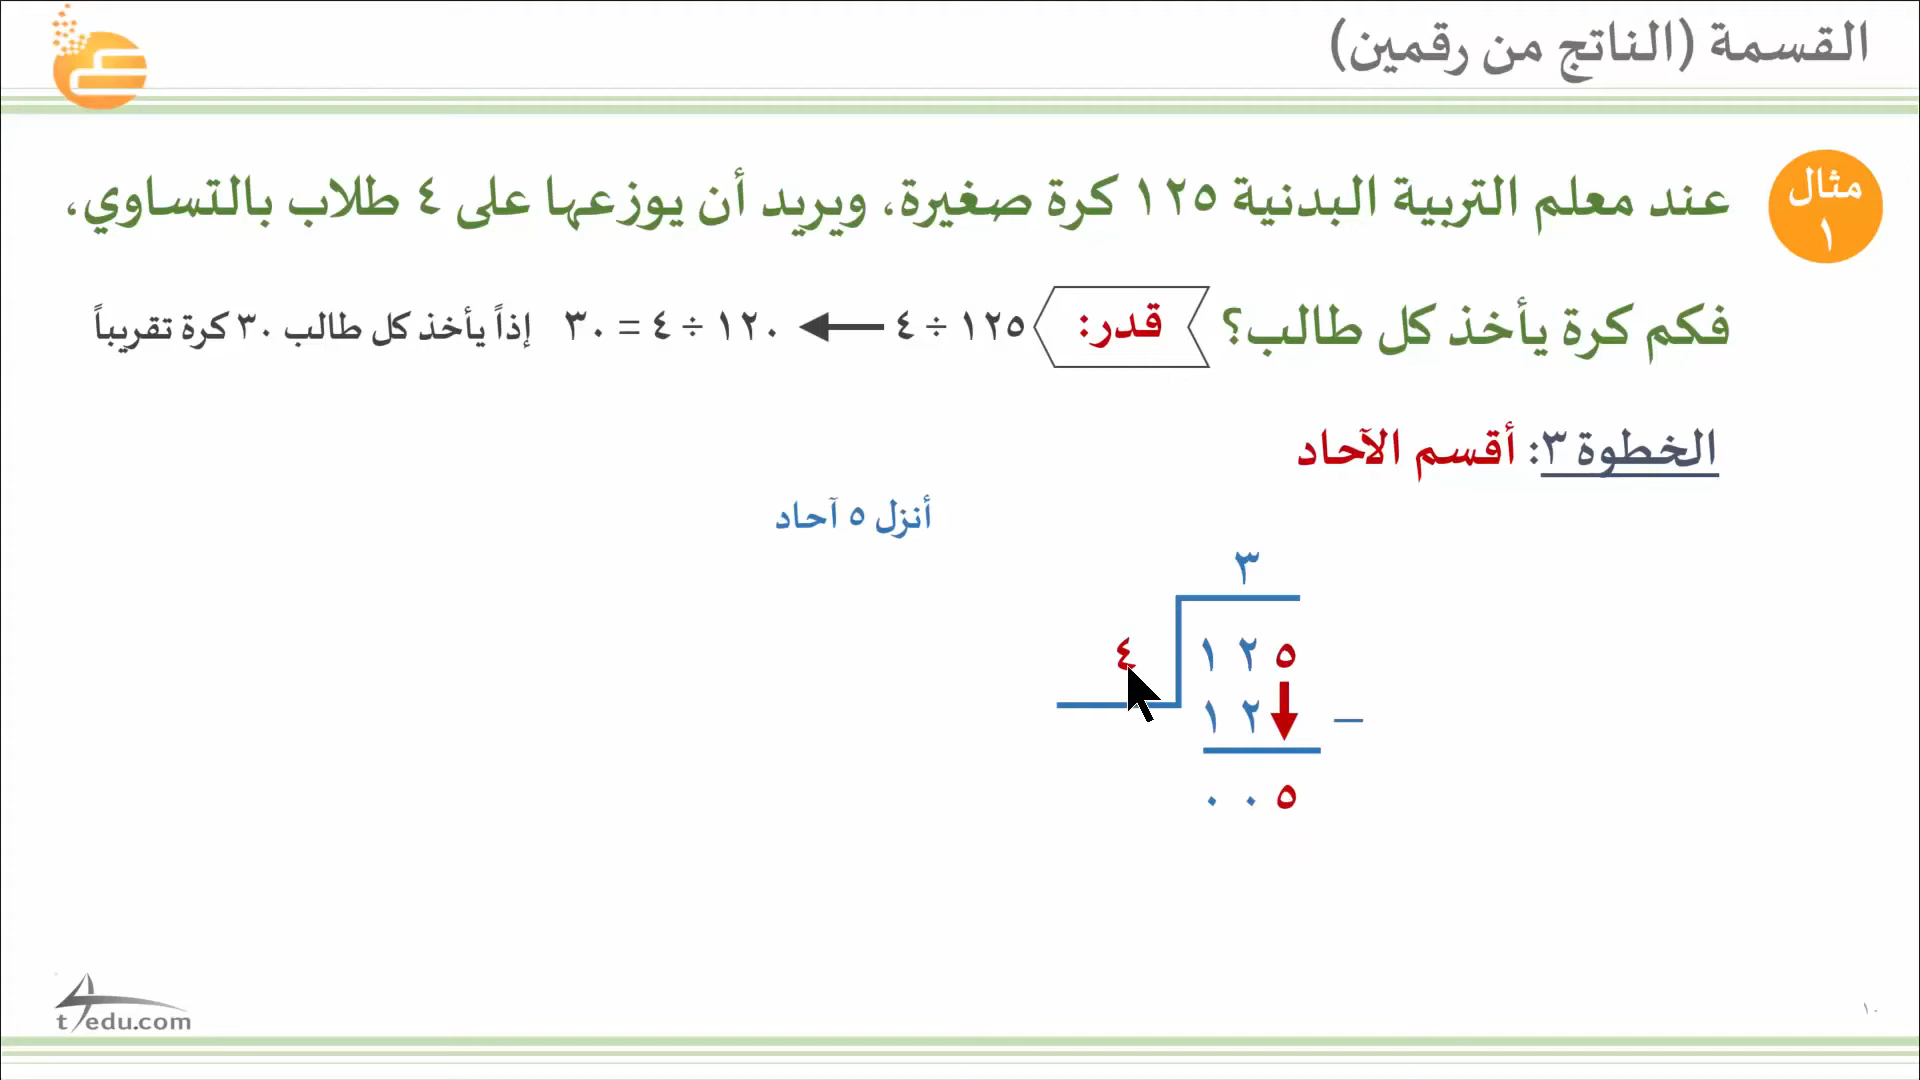 القسمة (الناتج من رقمين)
مثال
١
عند معلم التربية البدنية ١٢٥ كرة صغيرة، ويريد أن يوزعها على ٤ طلاب بالتساوي،
فكم كرة يأخذ كل طالب؟ قدر: ١٢٥ ÷ ٤ ← ١٢٠ ÷ ٤ = ٣٠ إذاً يأخذ كل طالب ٣٠ كرة تقريباً
الخطوة ٣: أقسم الآحاد
أنزل ٥ آحاد
٣
٤ ١٢٥
١٢ −
٠٠٥
t4edu.com
١٠